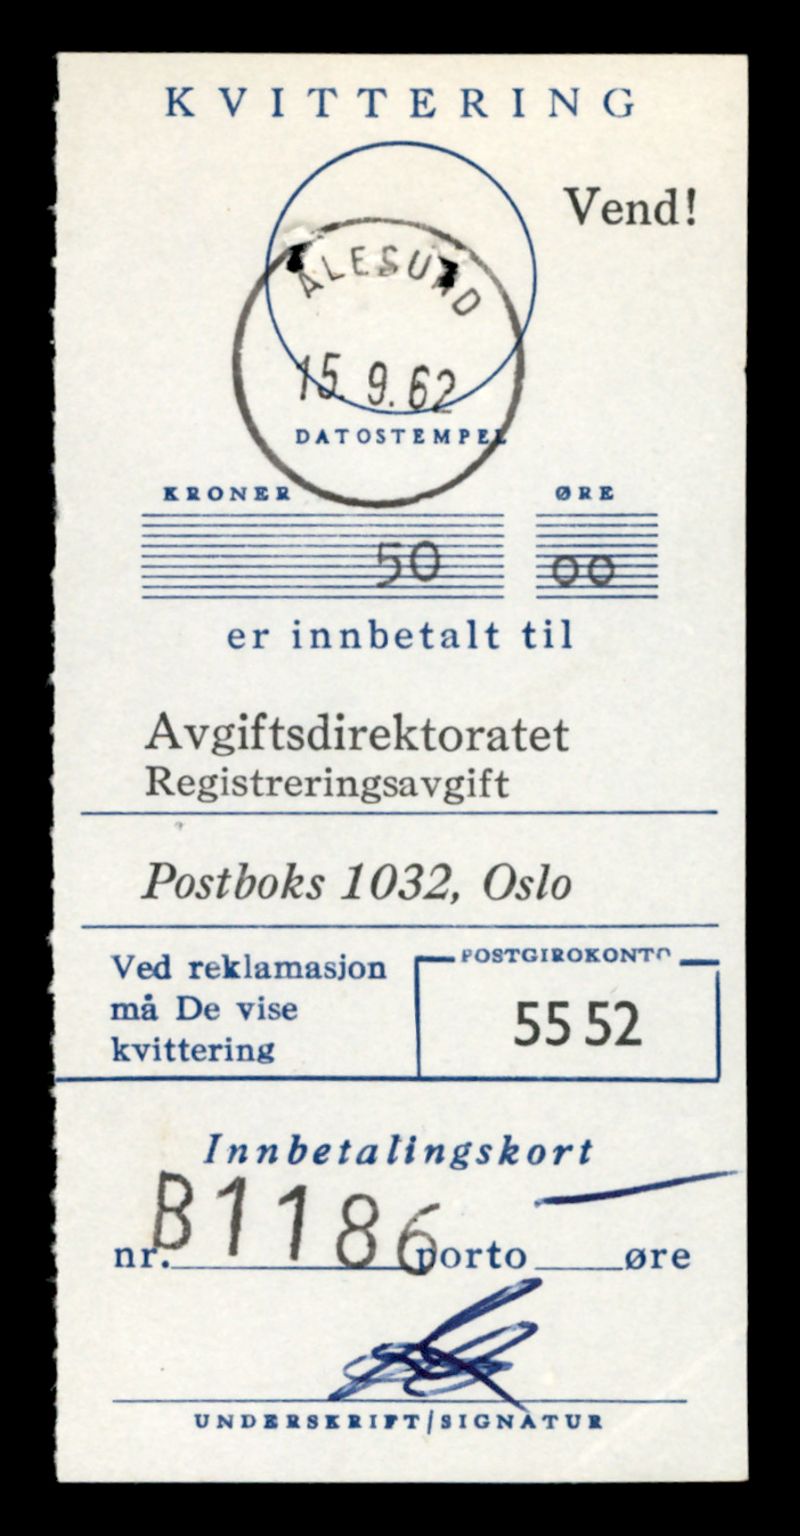 KVITTERING
Vend!
ÅLESUND
15. 9. 62
DATOSTEMPEL
KRONER ØRE
50 00
er innbetalt til
Avgiftsdirektoratet
Registreringsavgift
Postboks 1032, Oslo
Ved reklamasjon
må De vise
kvittering
POSTGIROKONTO
55 52
Innbetalingskort
nr. B1186 porto ___ øre
UNDERSKRIFT/SIGNATUR